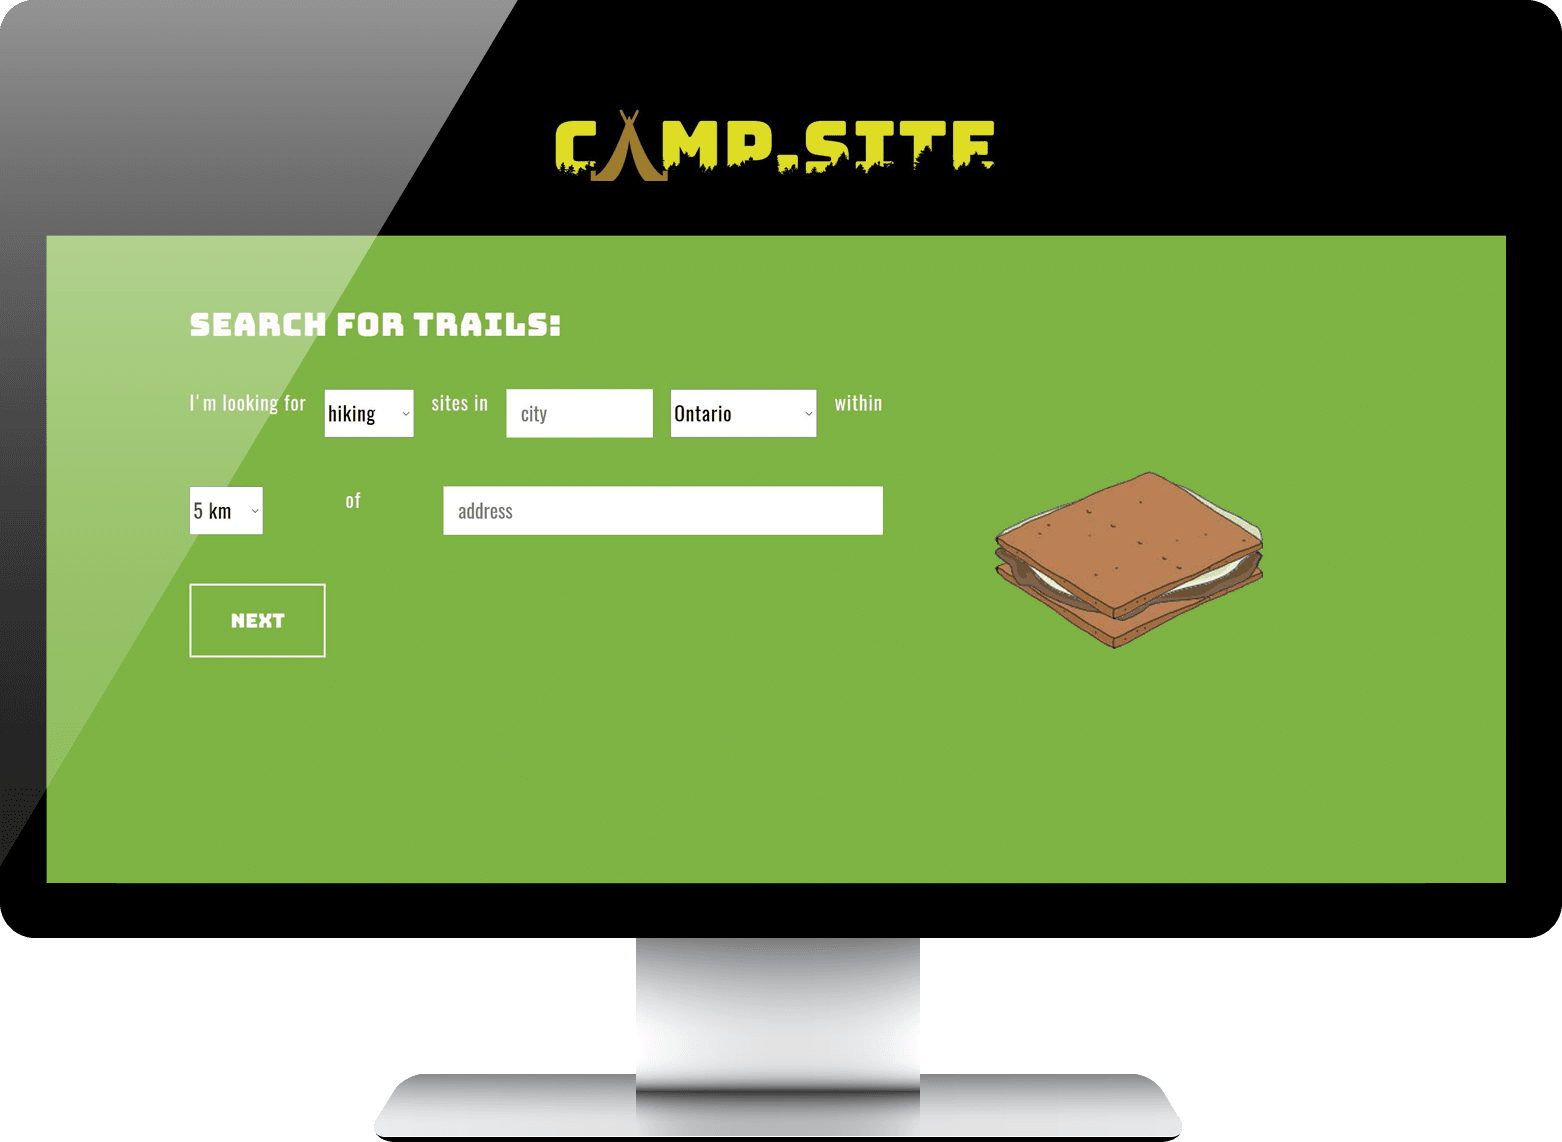 CAMP.SITE
SEARCH FOR TRAILS:
I'm looking for hiking sites in city Ontario within
5 km of address
NEXT